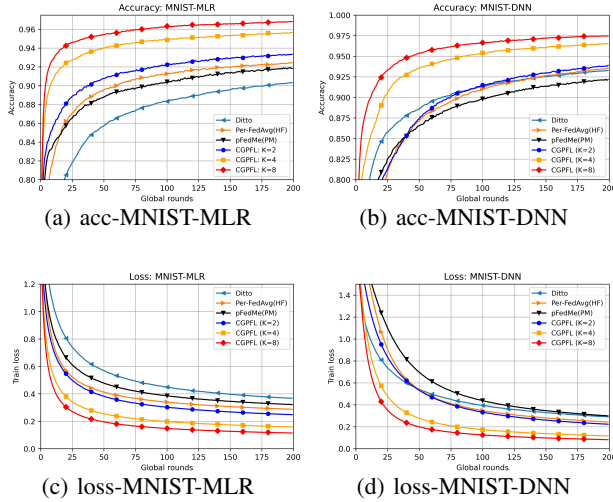 Accuracy: MNIST-MLR
Accuracy
0.96
0.94
0.92
0.90
0.88
0.86
0.84
0.82
0.80
0
25
50
75
100
125
150
175
200
Global rounds
Ditto
Per-FedAvg(HF)
pFedMe(PM)
CGPFL: K=2
CGPFL: K=4
CGPFL: K=8
(a) acc-MNIST-MLR
Accuracy: MNIST-DNN
Accuracy
1.000
0.975
0.950
0.925
0.900
0.875
0.850
0.825
0.800
0
25
50
75
100
125
150
175
200
Global rounds
Ditto
Per-FedAvg(HF)
pFedMe(PM)
CGPFL (K=2)
CGPFL (K=4)
CGPFL (K=8)
(b) acc-MNIST-DNN
Loss: MNIST-MLR
Train loss
1.2
1.0
0.8
0.6
0.4
0.2
0.0
0
25
50
75
100
125
150
175
200
Global rounds
Ditto
Per-FedAvg(HF)
pFedMe(PM)
CGPFL (K=2)
CGPFL (K=4)
CGPFL (K=8)
(c) loss-MNIST-MLR
Loss: MNIST-DNN
Train loss
1.4
1.2
1.0
0.8
0.6
0.4
0.2
0.0
0
25
50
75
100
125
150
175
200
Global rounds
Ditto
Per-FedAvg(HF)
pFedMe(PM)
CGPFL (K=2)
CGPFL (K=4)
CGPFL (K=8)
(d) loss-MNIST-DNN